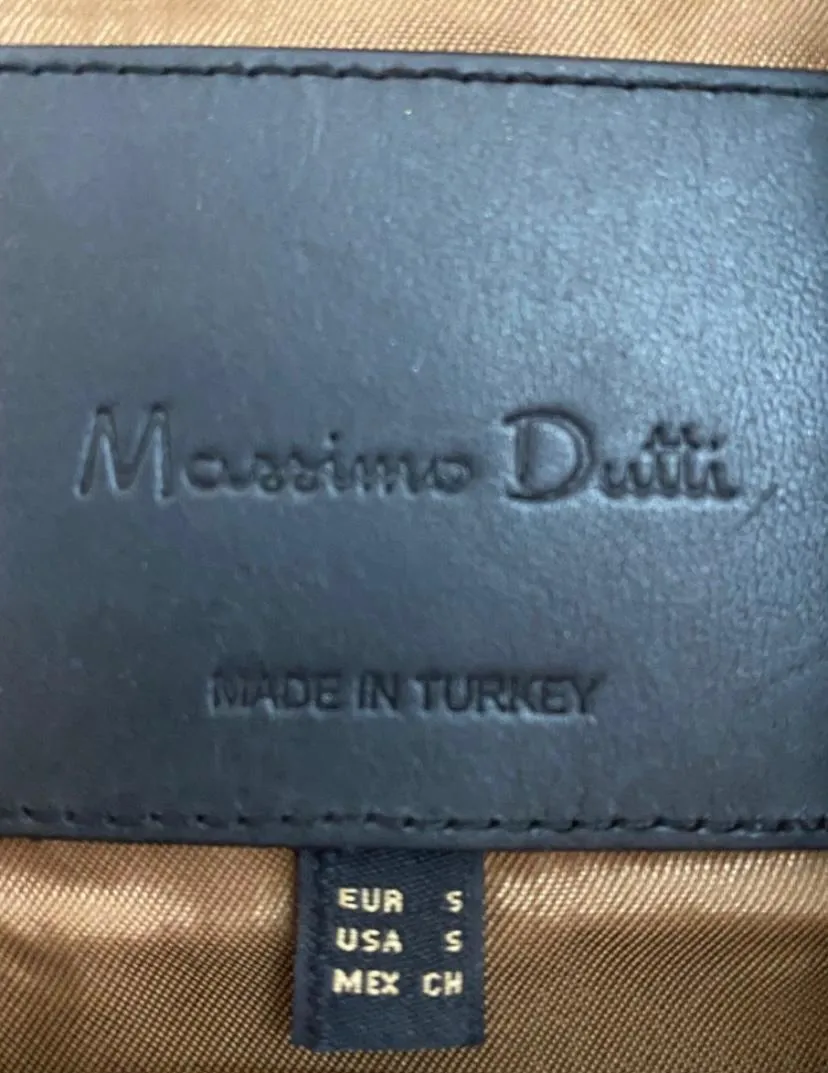 Massimo Dutti
MADE IN TURKEY
EUR S
USA S
MEX CH